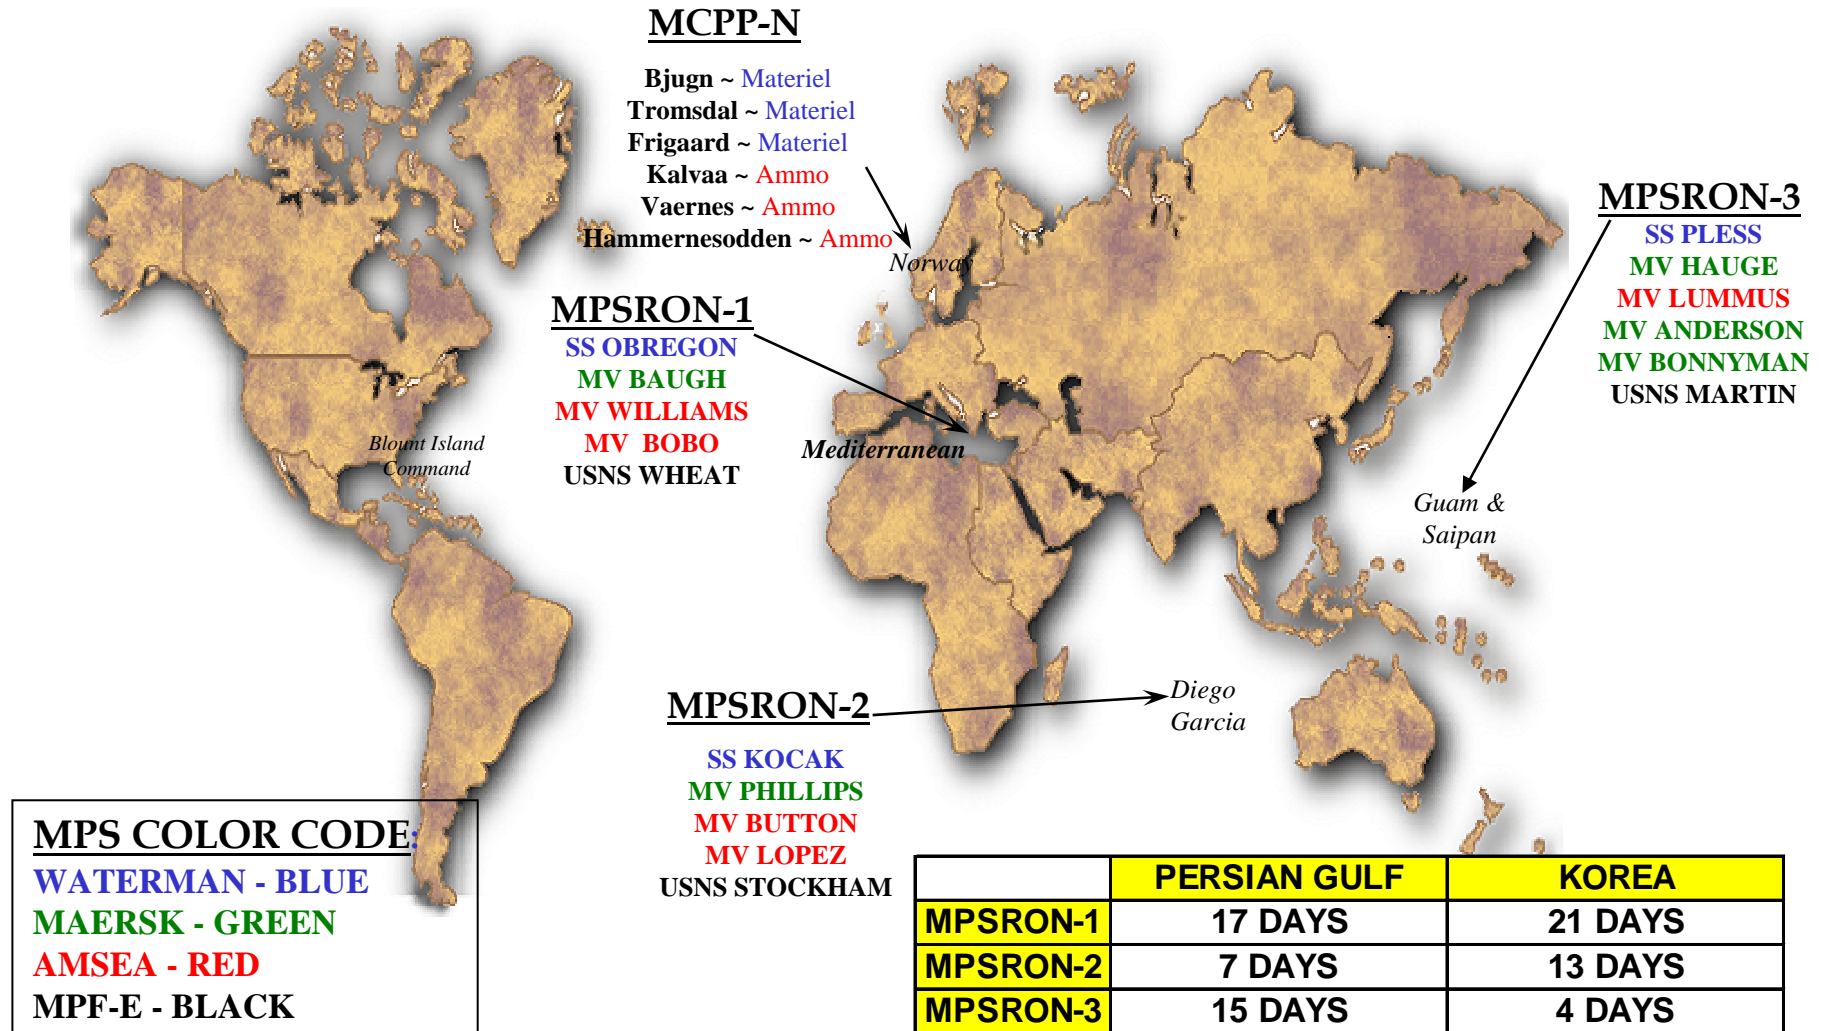 MCPP-N
Bjugn ~ Materiel
Tromsdal ~ Materiel
Frigaard ~ Materiel
Kalvaa ~ Ammo
Vaernes ~ Ammo
Hammernesodden ~ Ammo
Norway
MPSRON-1
SS OBREGON
MV BAUGH
MV WILLIAMS
MV BOBO
USNS WHEAT
Mediterranean
Blount Island
Command
MPSRON-3
SS PLESS
MV HAUGE
MV LUMMUS
MV ANDERSON
MV BONNYMAN
USNS MARTIN
Guam &
Saipan
MPSRON-2
SS KOCAK
MV PHILLIPS
MV BUTTON
MV LOPEZ
USNS STOCKHAM
Diego
Garcia
MPS COLOR CODE:
WATERMAN - BLUE
MAERSK - GREEN
AMSEA - RED
MPF-E - BLACK
PERSIAN GULF KOREA
MPSRON-1 17 DAYS 21 DAYS
MPSRON-2 7 DAYS 13 DAYS
MPSRON-3 15 DAYS 4 DAYS